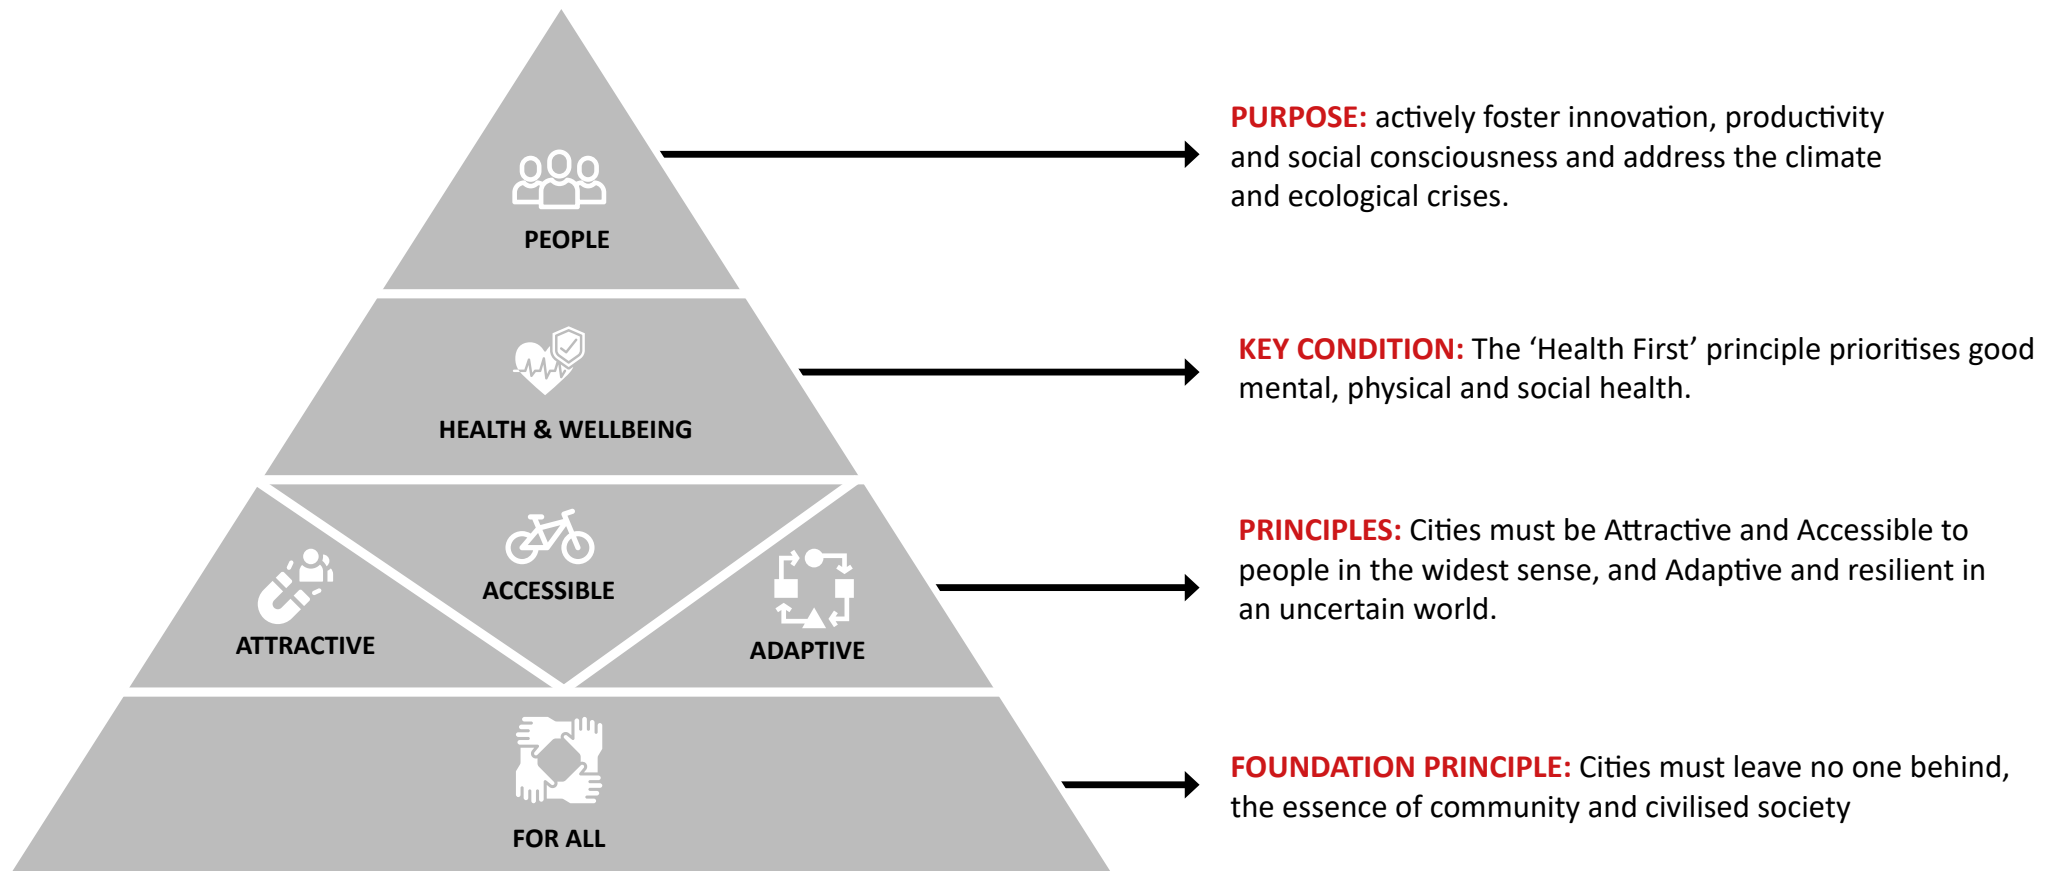 PEOPLE
PURPOSE: actively foster innovation, productivity
and social consciousness and address the climate
and ecological crises.
HEALTH & WELLBEING
KEY CONDITION: The ‘Health First’ principle prioritises good
mental, physical and social health.
ATTRACTIVE
ACCESSIBLE
ADAPTIVE
PRINCIPLES: Cities must be Attractive and Accessible to
people in the widest sense, and Adaptive and resilient in
an uncertain world.
FOR ALL
FOUNDATION PRINCIPLE: Cities must leave no one behind,
the essence of community and civilised society